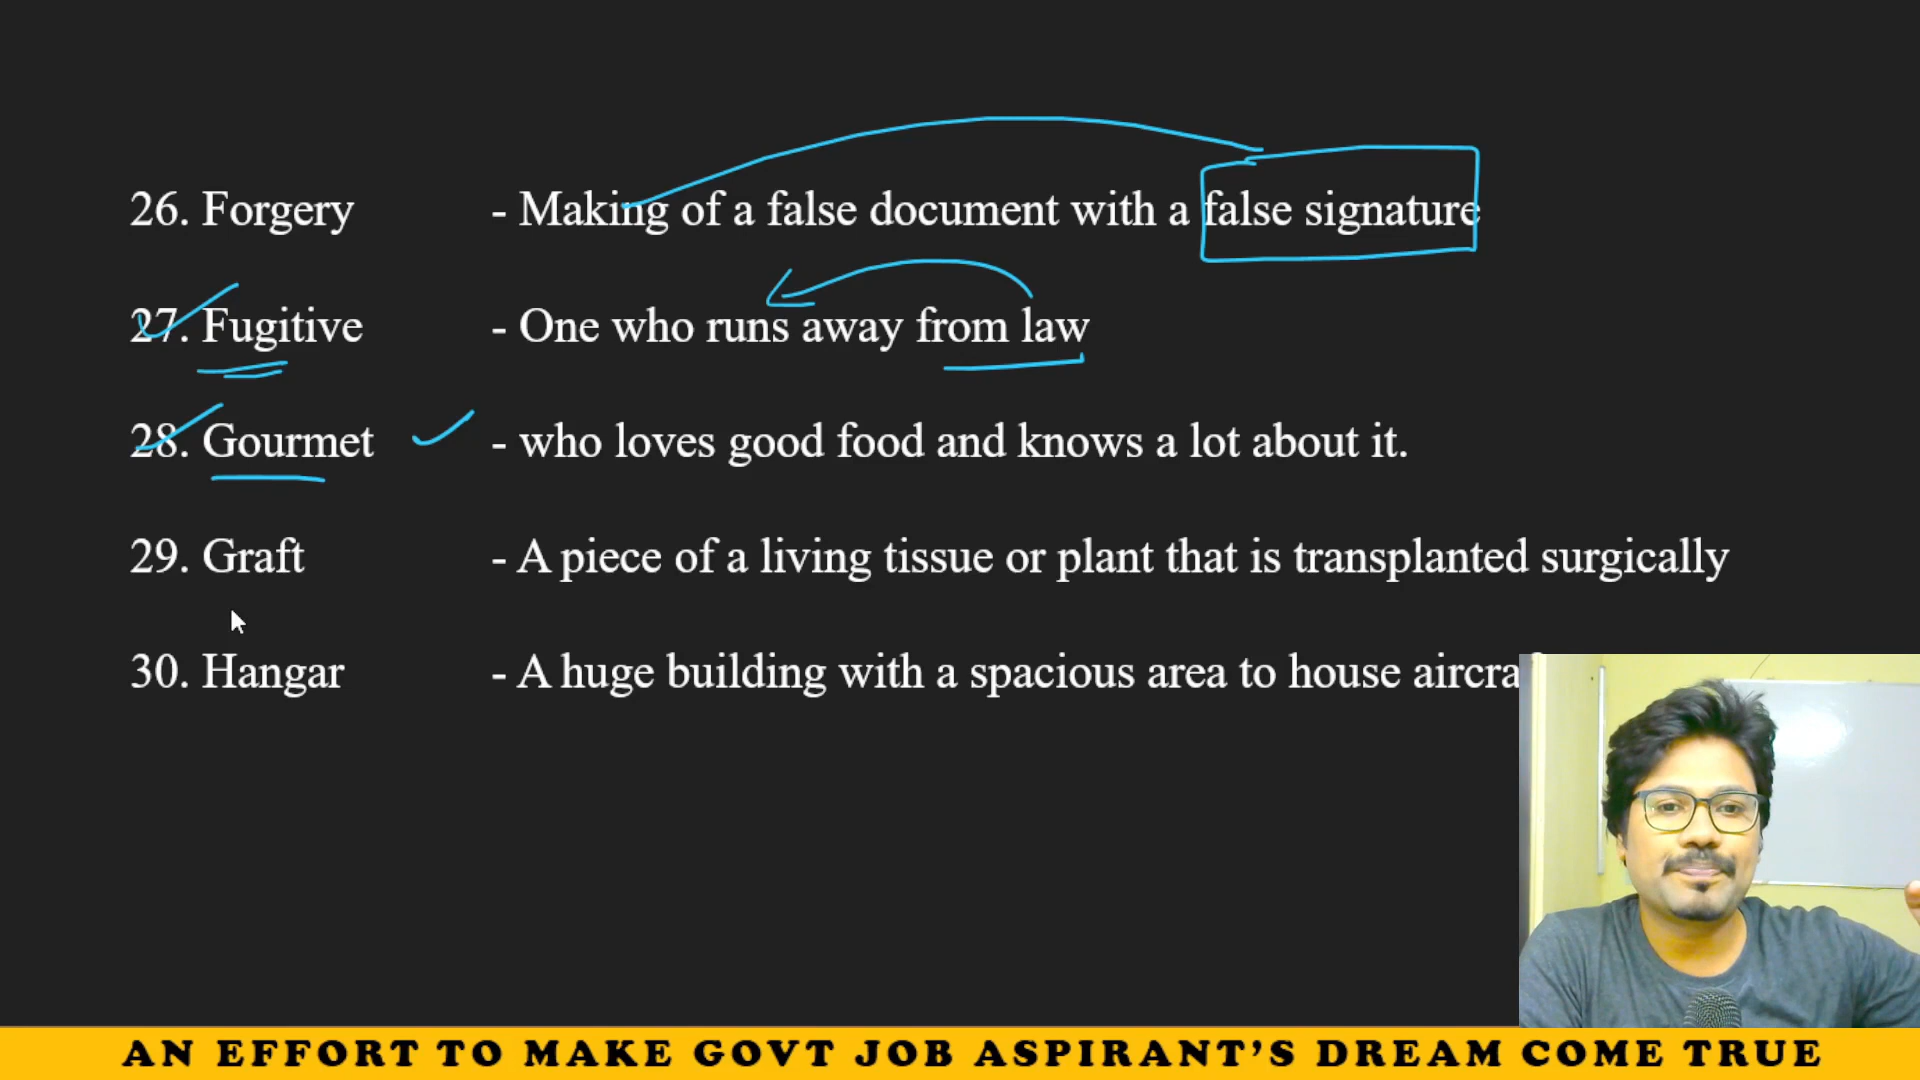 26. Forgery - Making of a false document with a false signature
27. Fugitive - One who runs away from law
28. Gourmet - who loves good food and knows a lot about it.
29. Graft - A piece of a living tissue or plant that is transplanted surgically
30. Hangar - A huge building with a spacious area to house
AN EFFORT TO MAKE GOVT JOB ASPIRANT'S DREAM COME TRUE